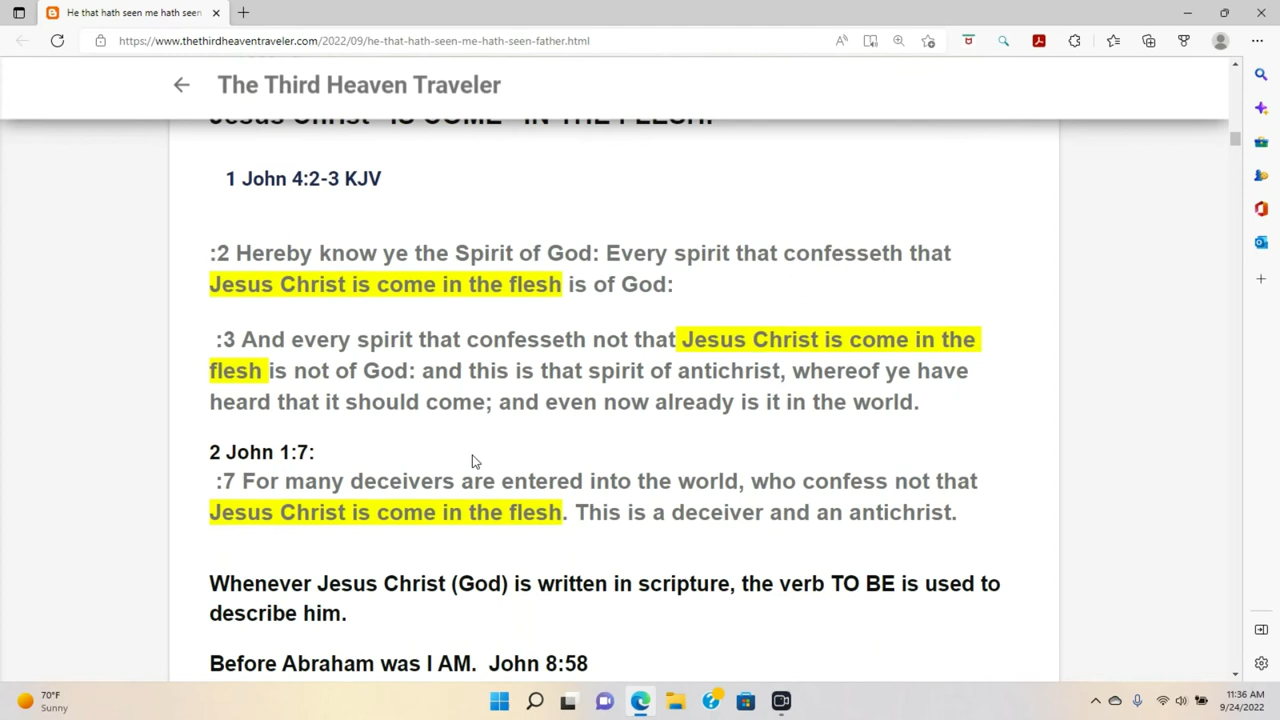 He that hath seen me hath seen
https://www.thethirdheaventraveler.com/2022/09/he-that-hath-seen-me-hath-seen-father.html
The Third Heaven Traveler
Jesus Christ "IS COME" IN THE FLESH.
1 John 4:2-3 KJV
:2 Hereby know ye the Spirit of God: Every spirit that confesseth that
Jesus Christ is come in the flesh is of God:
:3 And every spirit that confesseth not that Jesus Christ is come in the
flesh is not of God: and this is that spirit of antichrist, whereof ye have
heard that it should come; and even now already is it in the world.
2 John 1:7:
:7 For many deceivers are entered into the world, who confess not that
Jesus Christ is come in the flesh. This is a deceiver and an antichrist.
Whenever Jesus Christ (God) is written in scripture, the verb TO BE is used to
describe him.
Before Abraham was I AM. John 8:58
70°F
Sunny
11:36 AM
9/24/2022